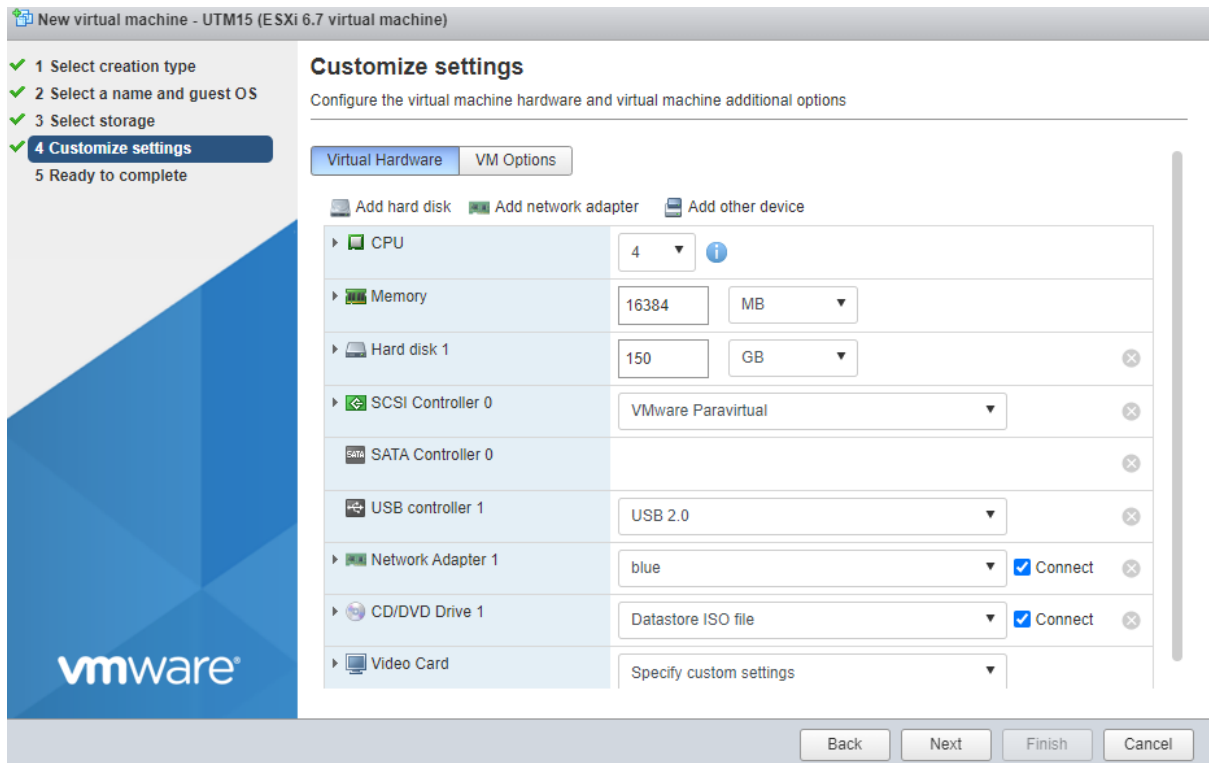 New virtual machine - UTM15 (ESXi 6.7 virtual machine)
1 Select creation type
2 Select a name and guest OS
3 Select storage
4 Customize settings
5 Ready to complete
vmware®
Customize settings
Configure the virtual machine hardware and virtual machine additional options
Virtual Hardware VM Options
Add hard disk Add network adapter Add other device
CPU 4 i
Memory 16384 MB
Hard disk 1 150 GB
SCSI Controller 0 VMware Paravirtual
SATA SATA Controller 0
USB controller 1 USB 2.0
Network Adapter 1 blue Connect
CD/DVD Drive 1 Datastore ISO file Connect
Video Card Specify custom settings
Back Next Finish Cancel